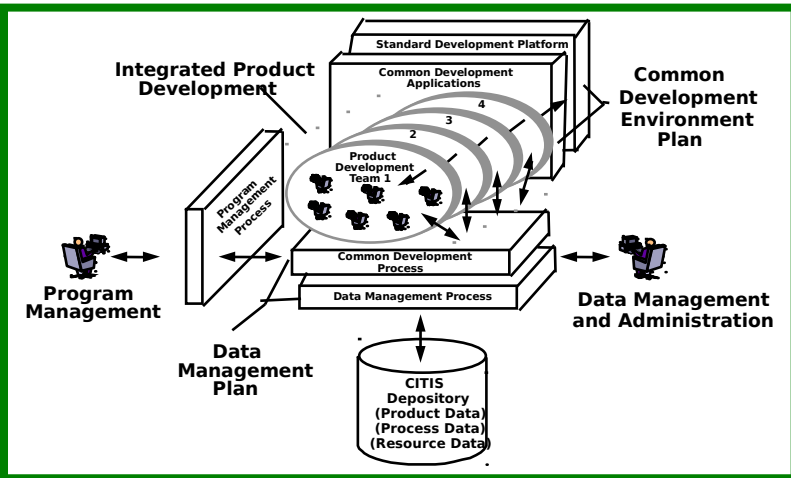 Standard Development Platform
Integrated Product
Development
Common Development
Applications
Common
Development
Environment
Plan
4
3
2
Product
Development
Team 1
Program
Management
Process
Common Development
Process
Data Management Process
Program
Management
Data Management
and Administration
Data
Management
Plan
CITIS
Depository
(Product Data)
(Process Data)
(Resource Data)